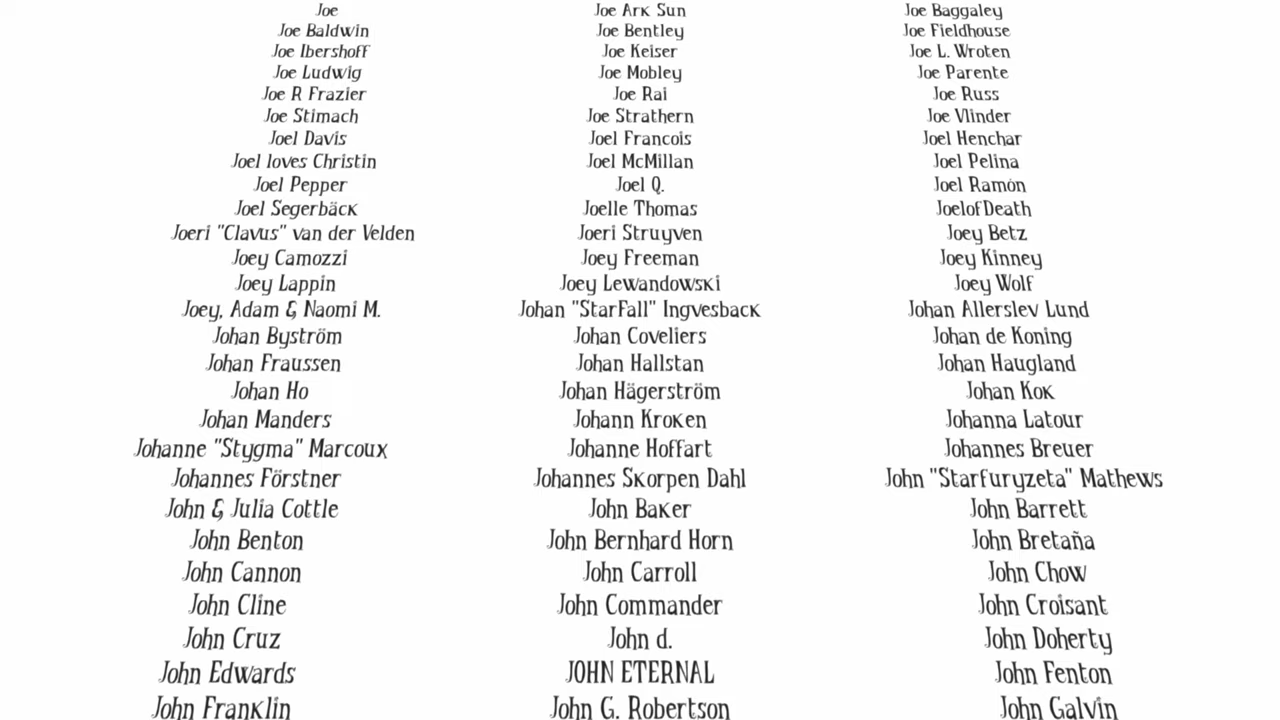 Joe Joe Ark Sun Joe Baggaley
Joe Baldwin Joe Bentley Joe Fieldhouse
Joe Ibershoff Joe Keiser Joe L. Wroten
Joe Ludwig Joe Mobley Joe Parente
Joe R Frazier Joe Rai Joe Russ
Joe Stimach Joe Strathern Joe Vlinder
Joel Davis Joel Francois Joel Henchar
Joel loves Christin Joel McMillan Joel Pelina
Joel Pepper Joel Q. Joel Ramón
Joel Segerbäck Joelle Thomas JoelofDeath
Joeri "Clavus" van der Velden Joeri Struyven Joey Betz
Joey Camozzi Joey Freeman Joey Kinney
Joey Lappin Joey Lewandowski Joey Wolf
Joey, Adam & Naomi M. Johan "StarFall" Ingvesback Johan Allerslev Lund
Johan Byström Johan Coveliers Johan de Koning
Johan Fraussen Johan Hallstan Johan Haugland
Johan Ho Johan Hägerström Johan Kok
Johan Manders Johann Kroken Johanna Latour
Johanne "Stygma" Marcoux Johanne Hoffart Johannes Breuer
Johannes Förstner Johannes Skorpen Dahl John "Starfuryzeta" Mathews
John & Julia Cottle John Baker John Barrett
John Benton John Bernhard Horn John Bretaña
John Cannon John Carroll John Chow
John Cline John Commander John Croisant
John Cruz John d. John Doherty
John Edwards JOHN ETERNAL John Fenton
John Franklin John G. Robertson John Galvin